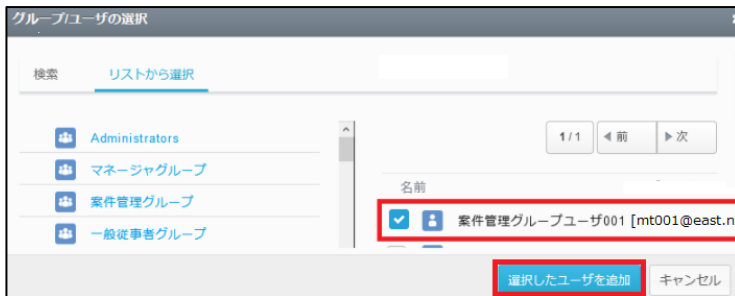 グループ/ユーザの選択
検索
リストから選択
Administrators
マネージャグループ
案件管理グループ
一般従事者グループ
1/1
前
次
名前
案件管理グループユーザ001 [mt001@east.n
選択したユーザを追加
キャンセル